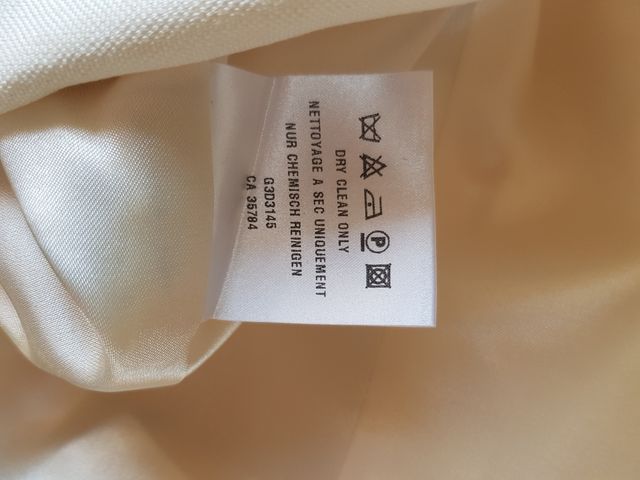 DRY CLEAN ONLY
NETTOYAGE A SEC UNIQUEMENT
NUR CHEMISCH REINIGEN
G3D3145
CA 35784